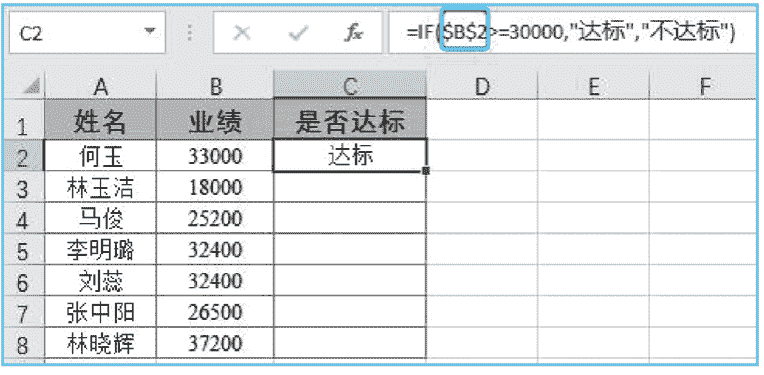 C2 fx =IF($B$2>=30000,"达标","不达标")
A B C D E F
1 姓名 业绩 是否达标
2 何玉 33000 达标
3 林玉洁 18000
4 马俊 25200
5 李明璐 32400
6 刘蕊 32400
7 张中阳 26500
8 林晓辉 37200